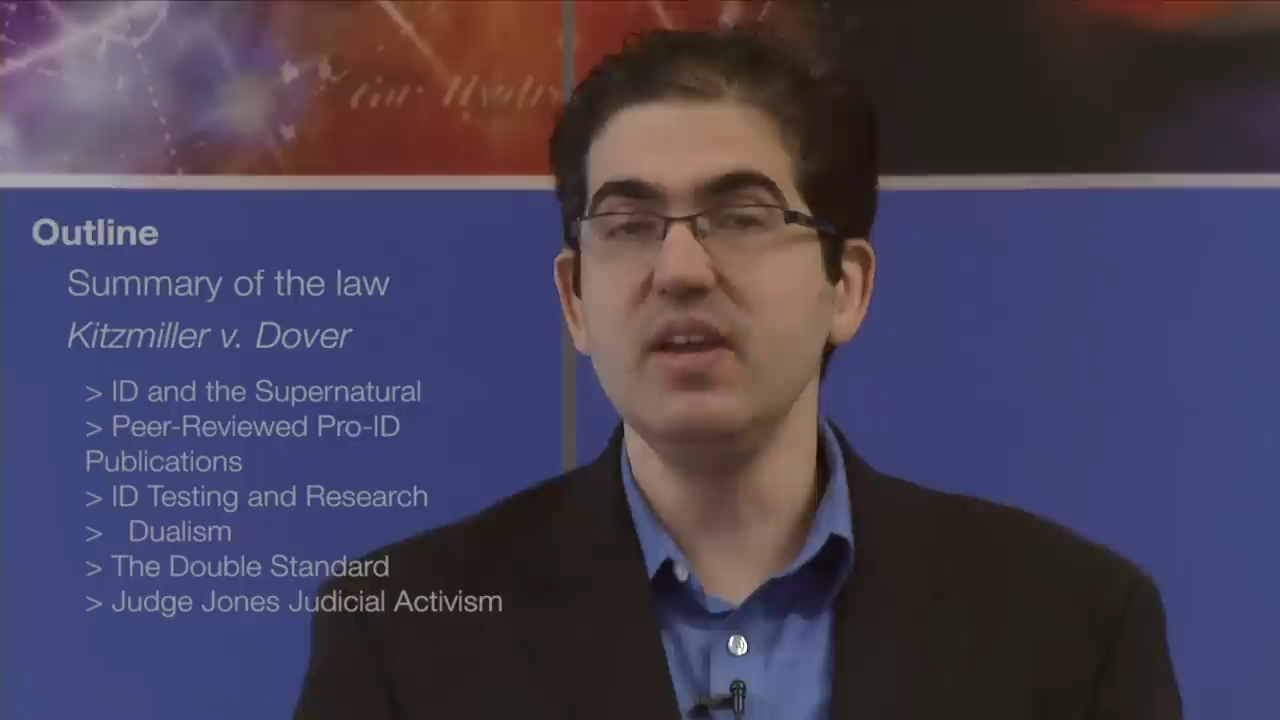 Outline
Summary of the law
Kitzmiller v. Dover
> ID and the Supernatural
> Peer-Reviewed Pro-ID
Publications
> ID Testing and Research
> Dualism
> The Double Standard
> Judge Jones Judicial Activism